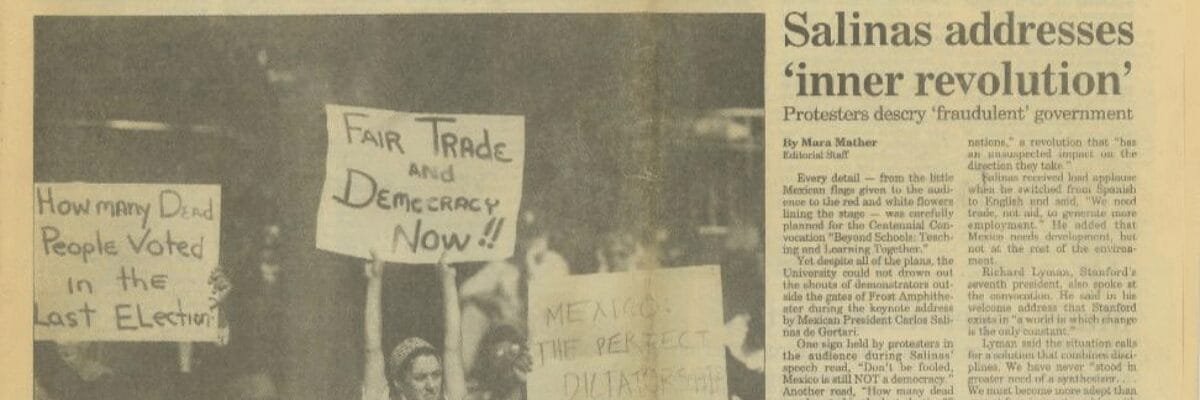 How many Dead
People Voted
in the
Last Election
FAIR TRADE
AND
DEMOCRACY
Now!!
MEXICO:
THE PERFECT
DICTATORSHIP
Salinas addresses
‘inner revolution’
Protesters descry ‘fraudulent’ government
By Mara Mather
Editorial Staff
Every detail — from the little
Mexican flags given to the audi-
ence to the red and white flowers
lining the stage — was carefully
planned for the Centennial Con-
vocation "Beyond Schools: Teach-
ing and Learning Together."
Yet despite all of the plans, the
University could not drown out
the shouts of demonstrators out-
side the gates of Frost Amphithe-
ater during the keynote address
by Mexican President Carlos Sali-
nas de Gortari.
One sign held by protesters in
the audience during Salinas'
speech read, "Don't be fooled,
Mexico is still NOT a democracy."
Another read, "How many dead
nations," a revolution that "has
an unsuspected impact on the
direction they take."
Salinas received loud applause
when he switched from Spanish
to English and said, "We need
trade, not aid, to generate more
employment." He added that
Mexico needs development, but
not at the cost of the environ-
ment.
Richard Lyman, Stanford's
seventh president, also spoke at
the convocation. He said in his
welcome address that Stanford
exists in "a world in which change
is the only constant."
Lyman said the situation calls
for a solution that combines disci-
plines. We have never "stood in
greater need of a synthesizer. . . .
We must become more adept than